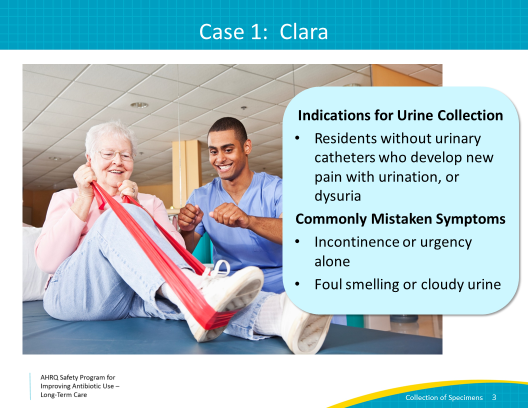 Case 1:  Clara
Indications for Urine Collection
• Residents without urinary
catheters who develop new
pain with urination, or
dysuria
Commonly Mistaken Symptoms
• Incontinence or urgency
alone
• Foul smelling or cloudy urine
AHRQ Safety Program for
Improving Antibiotic Use –
Long-Term Care
Collection of Specimens 3